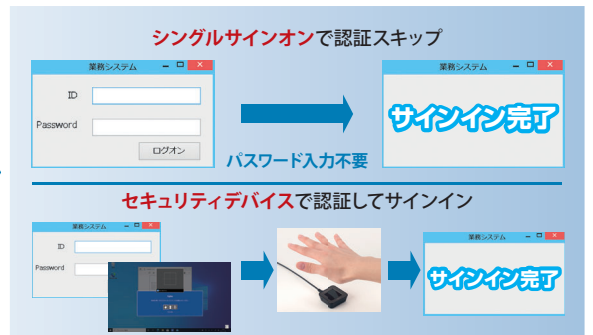 シングルサインオンで認証スキップ
業務システム
ID
Password
ログオン
パスワード入力不要
業務システム
サインイン完了
セキュリティデバイスで認証してサインイン
業務システム
ID
Password
業務システム
サインイン完了